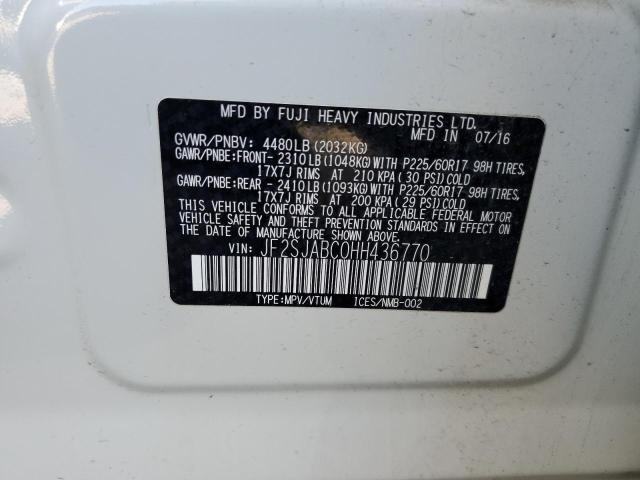 MFD BY FUJI HEAVY INDUSTRIES LTD.
MFD IN 07/16
GVWR/PNBV: 4480LB(2032KG)
GAWR/PNBE:FRONT- 2310LB(1048KG)WITH P225/60R17 98H TIRES,
17X7J RIMS AT 210 KPA( 30 PSI)COLD
GAWR/PNBE:REAR - 2410LB(1093KG)WITH P225/60R17 98H TIRES,
17X7J RIMS AT 200 KPA( 29 PSI)COLD
THIS VEHICLE CONFORMS TO ALL APPLICABLE FEDERAL MOTOR
VEHICLE SAFETY AND THEFT PREVENTION STANDARDS IN EFFECT ON
THE DATE OF MANUFACTURE SHOWN ABOVE.
VIN: JF2SJABC0HH436770
TYPE:MPV/VTUM ICES/NMB-002